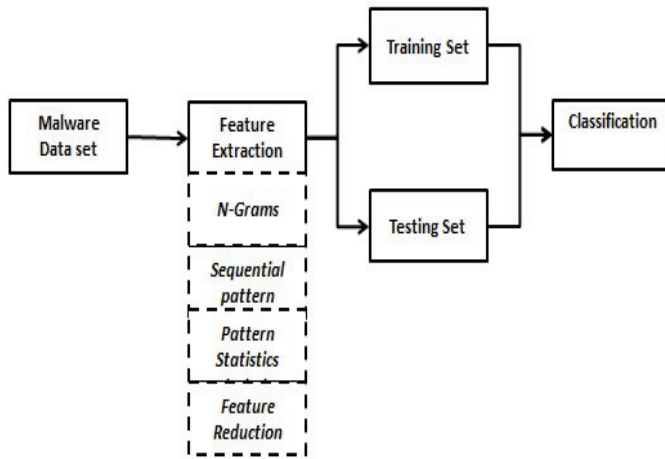 Malware
Data set
Feature
Extraction
N-Grams
Sequential
pattern
Pattern
Statistics
Feature
Reduction
Training Set
Testing Set
Classification